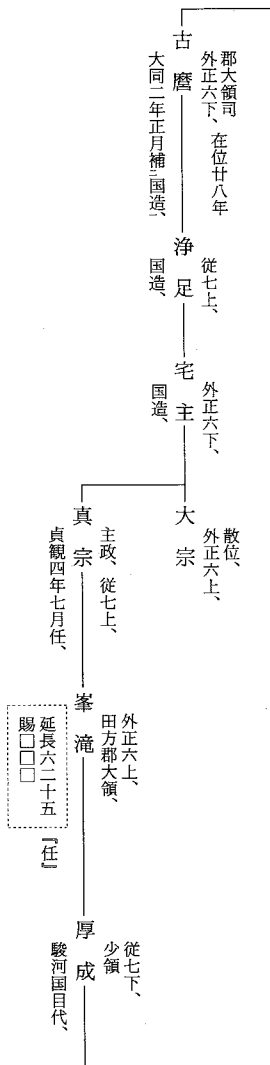 郡大領司
外正六下、在位廿八年
古麿
大同二年正月補二国造一
従七上、
浄足
国造、
外正六下、
宅主
国造、
散位、
外正六上、
大宗
主政、従七上、
真宗
貞観四年七月任、
外正六上、
田方郡大領、
峯滝
延長六二十五『任』
賜□□□
従七下、
少領
厚成
駿河国目代、